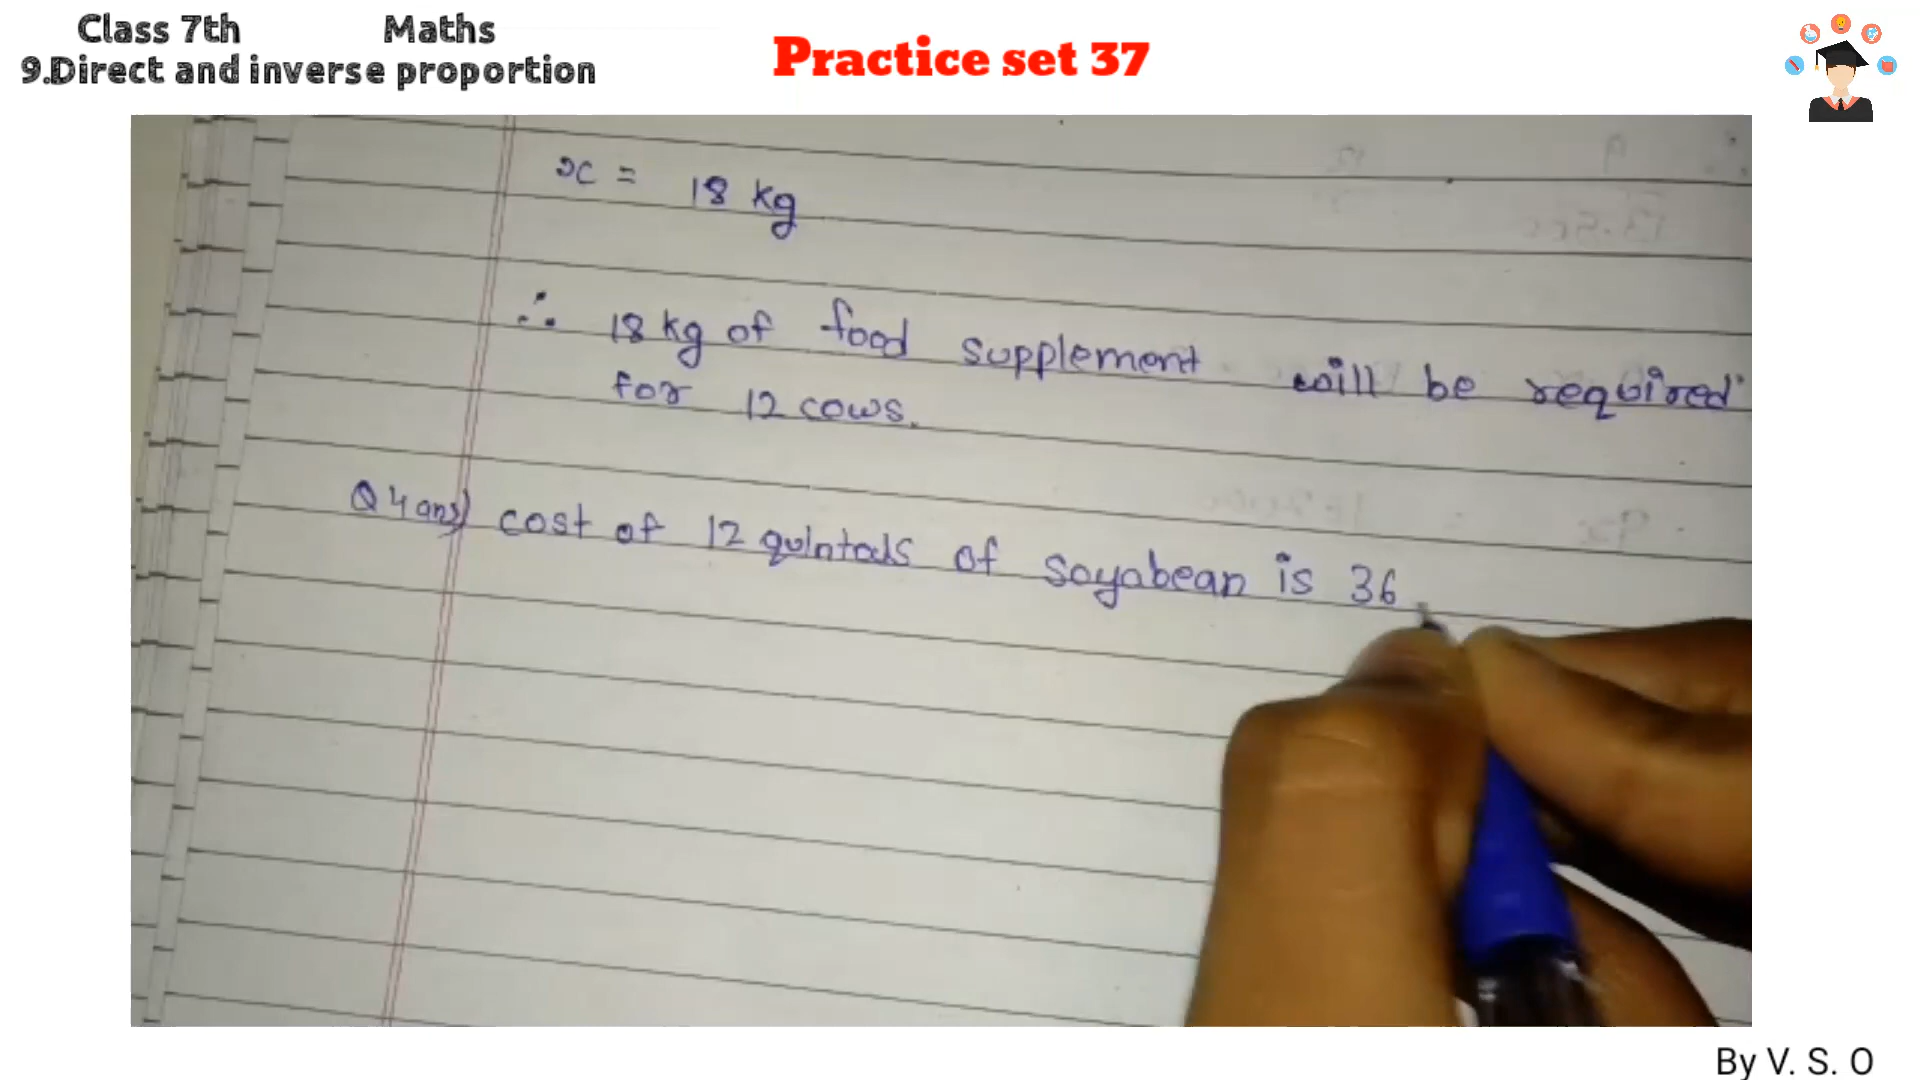 Class 7th Maths
9.Direct and inverse proportion
Practice set 37
x = 18 kg
∴ 18 kg of food supplement will be required
for 12 cows.
Q 4 ans) cost of 12 quintals of soyabean is 36
By V. S. O